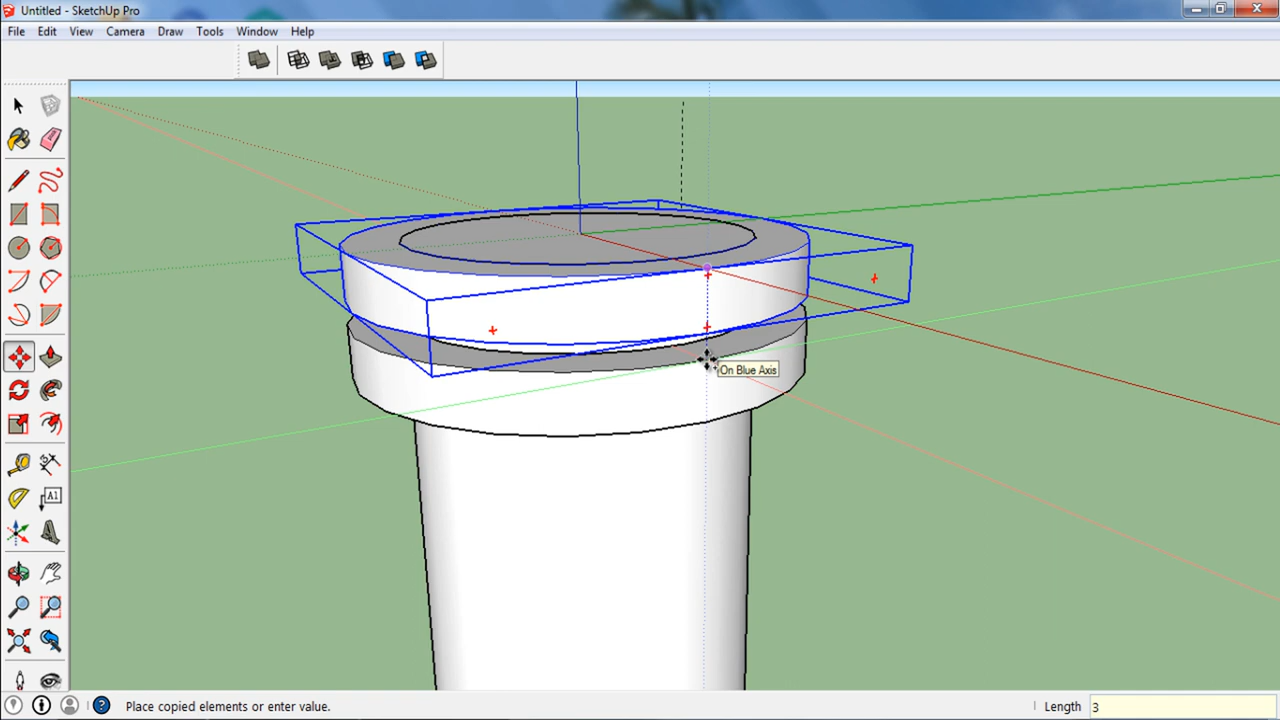 Untitled - SketchUp Pro
File Edit View Camera Draw Tools Window Help
On Blue Axis
A1
Place copied elements or enter value.
Length 3